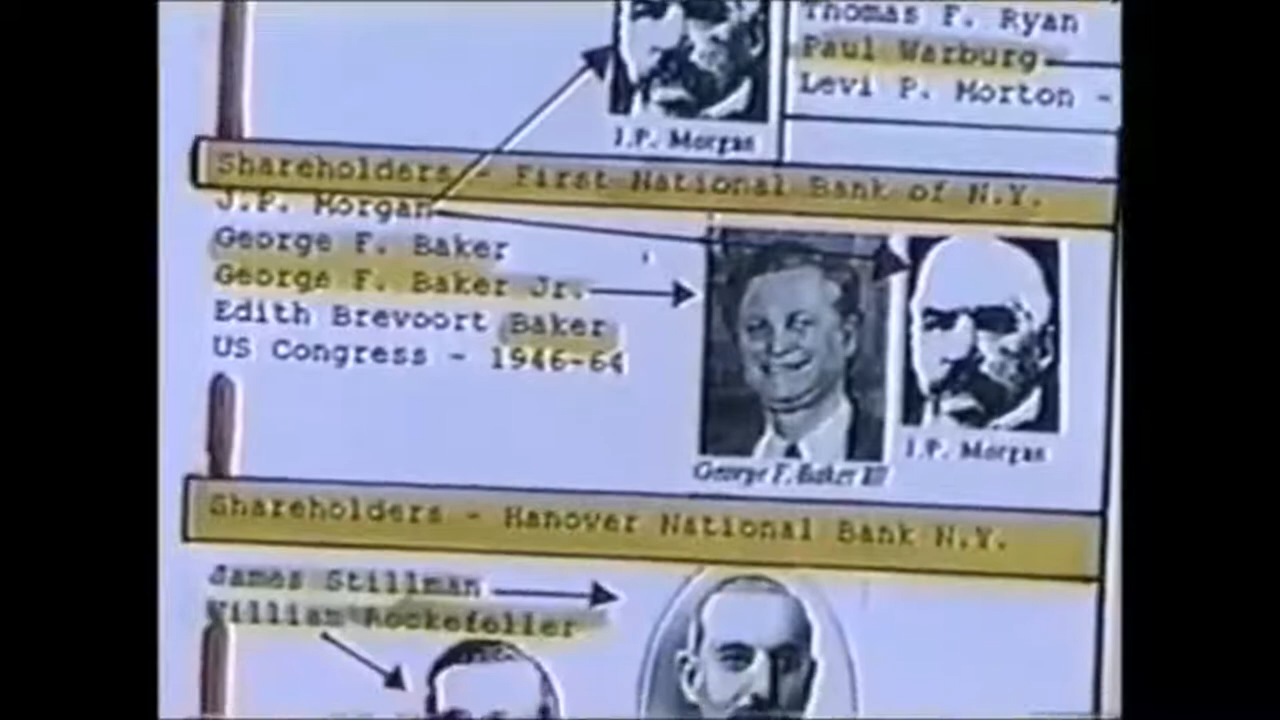 Thomas F. Ryan
Paul Warburg
Levi P. Morton -
J.P. Morgan
Shareholders - First National Bank of N.Y.
J.P. Morgan
George F. Baker
George F. Baker Jr.
Edith Brevoort Baker
US Congress - 1946-64
George F. Baker III
J.P. Morgan
Shareholders - Hanover National Bank N.Y.
James Stillman
William Rockefeller